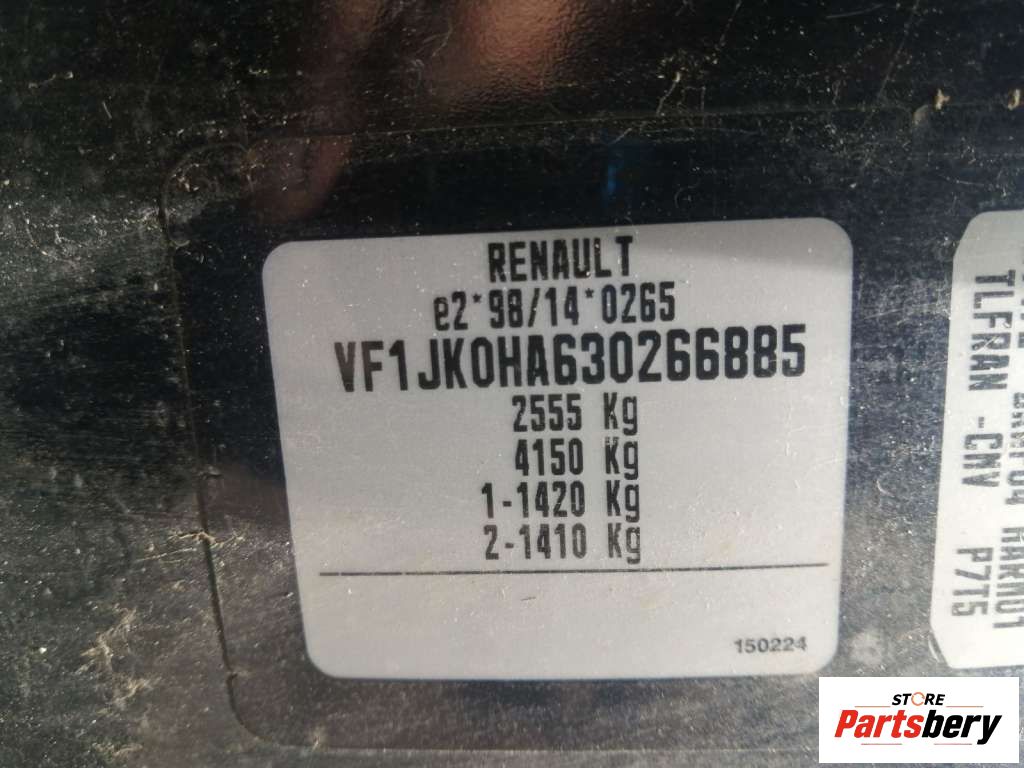 RENAULT
e2*98/14*0265
VF1JK0HA630266885
2555 Kg
4150 Kg
1-1420 Kg
2-1410 Kg
150224
TLFRAN -CNV P7T5
HARM01
STORE
Partsbery